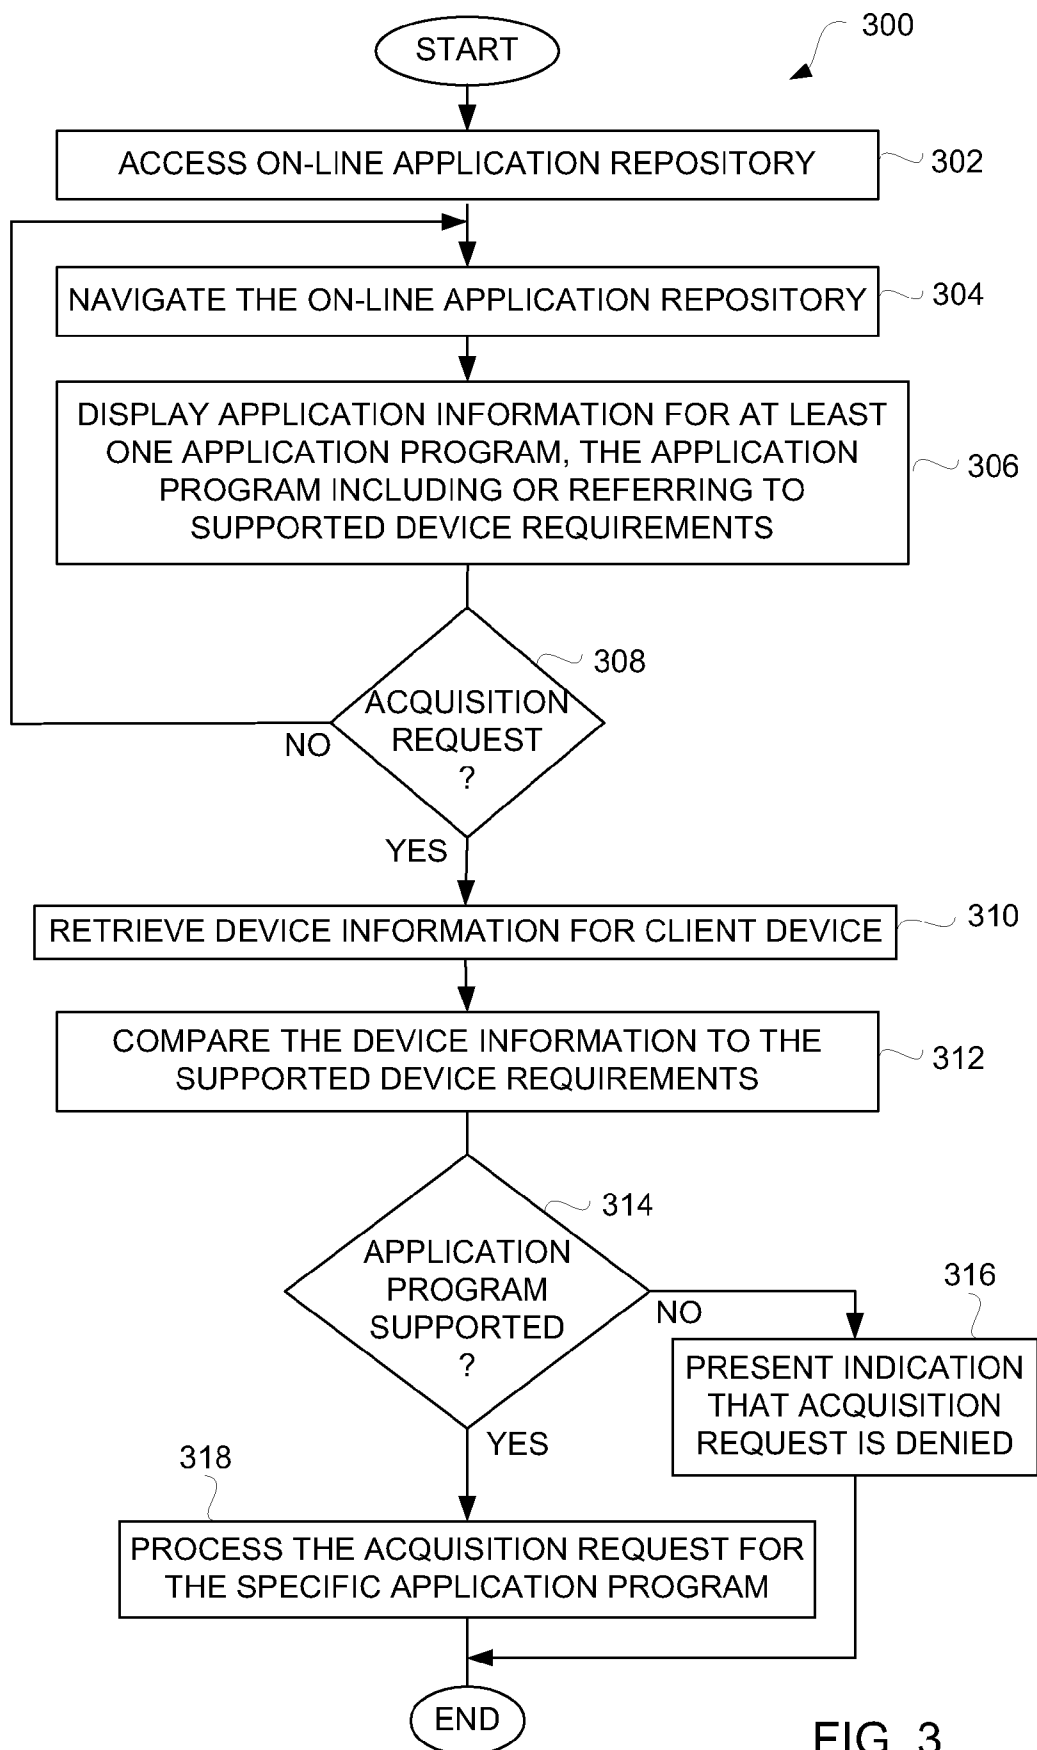 START
300
ACCESS ON-LINE APPLICATION REPOSITORY
302
NAVIGATE THE ON-LINE APPLICATION REPOSITORY
304
DISPLAY APPLICATION INFORMATION FOR AT LEAST
ONE APPLICATION PROGRAM, THE APPLICATION
PROGRAM INCLUDING OR REFERRING TO
SUPPORTED DEVICE REQUIREMENTS
306
308
ACQUISITION
REQUEST
?
NO
YES
RETRIEVE DEVICE INFORMATION FOR CLIENT DEVICE
310
COMPARE THE DEVICE INFORMATION TO THE
SUPPORTED DEVICE REQUIREMENTS
312
314
APPLICATION
PROGRAM
SUPPORTED
?
NO
YES
316
PRESENT INDICATION
THAT ACQUISITION
REQUEST IS DENIED
318
PROCESS THE ACQUISITION REQUEST FOR
THE SPECIFIC APPLICATION PROGRAM
END
FIG. 3